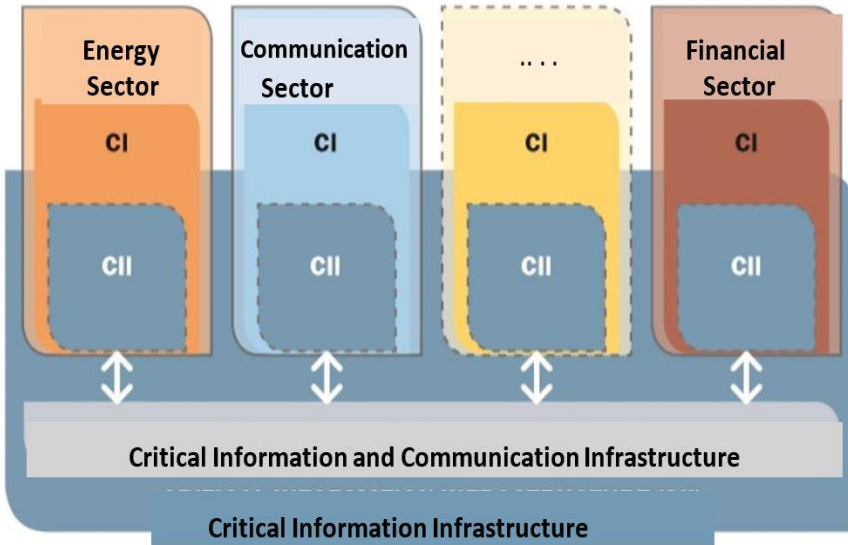 Energy
Sector
Communication
Sector
.. . .
Financial
Sector
CI
CI
CI
CI
CII
CII
CII
CII
Critical Information and Communication Infrastructure
Critical Information Infrastructure